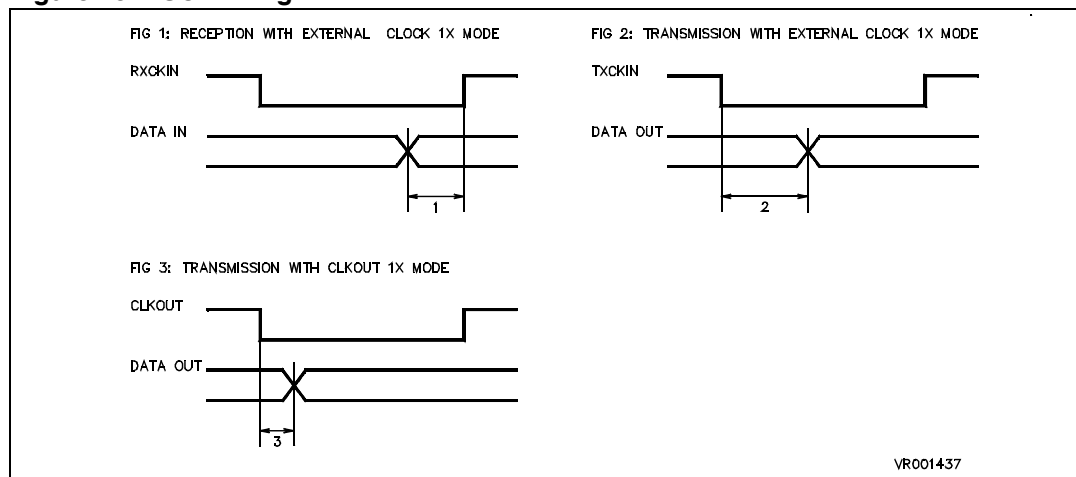 FIG 1: RECEPTION WITH EXTERNAL CLOCK 1X MODE
RXCKIN
DATA IN
1
FIG 2: TRANSMISSION WITH EXTERNAL CLOCK 1X MODE
TXCKIN
DATA OUT
2
FIG 3: TRANSMISSION WITH CLKOUT 1X MODE
CLKOUT
DATA OUT
3
VR001437